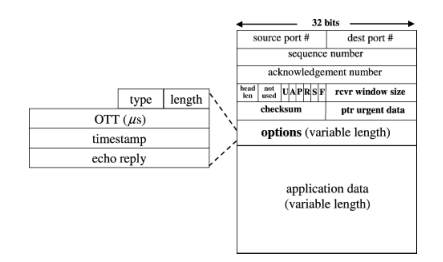 32 bits
source port # dest port #
sequence number
acknowledgement number
head len not used U A P R S F rcvr window size
checksum ptr urgent data
options (variable length)
application data
(variable length)
type length
OTT (μs)
timestamp
echo reply